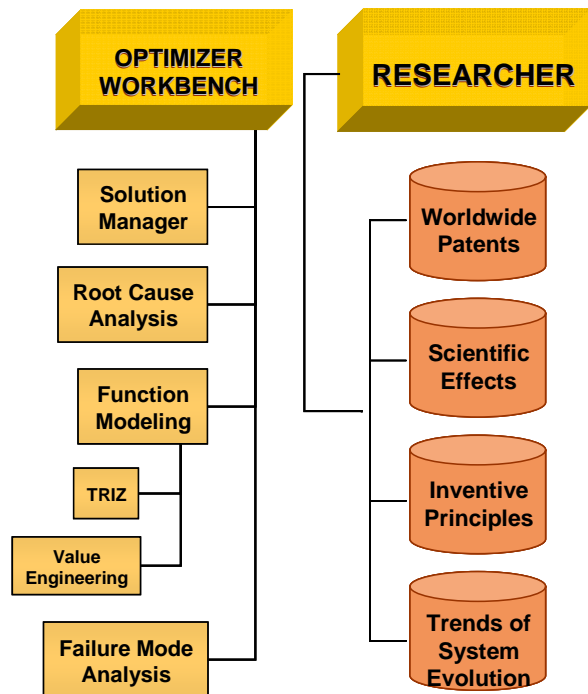 OPTIMIZER
WORKBENCH
Solution
Manager
Root Cause
Analysis
Function
Modeling
TRIZ
Value
Engineering
Failure Mode
Analysis
RESEARCHER
Worldwide
Patents
Scientific
Effects
Inventive
Principles
Trends of
System
Evolution